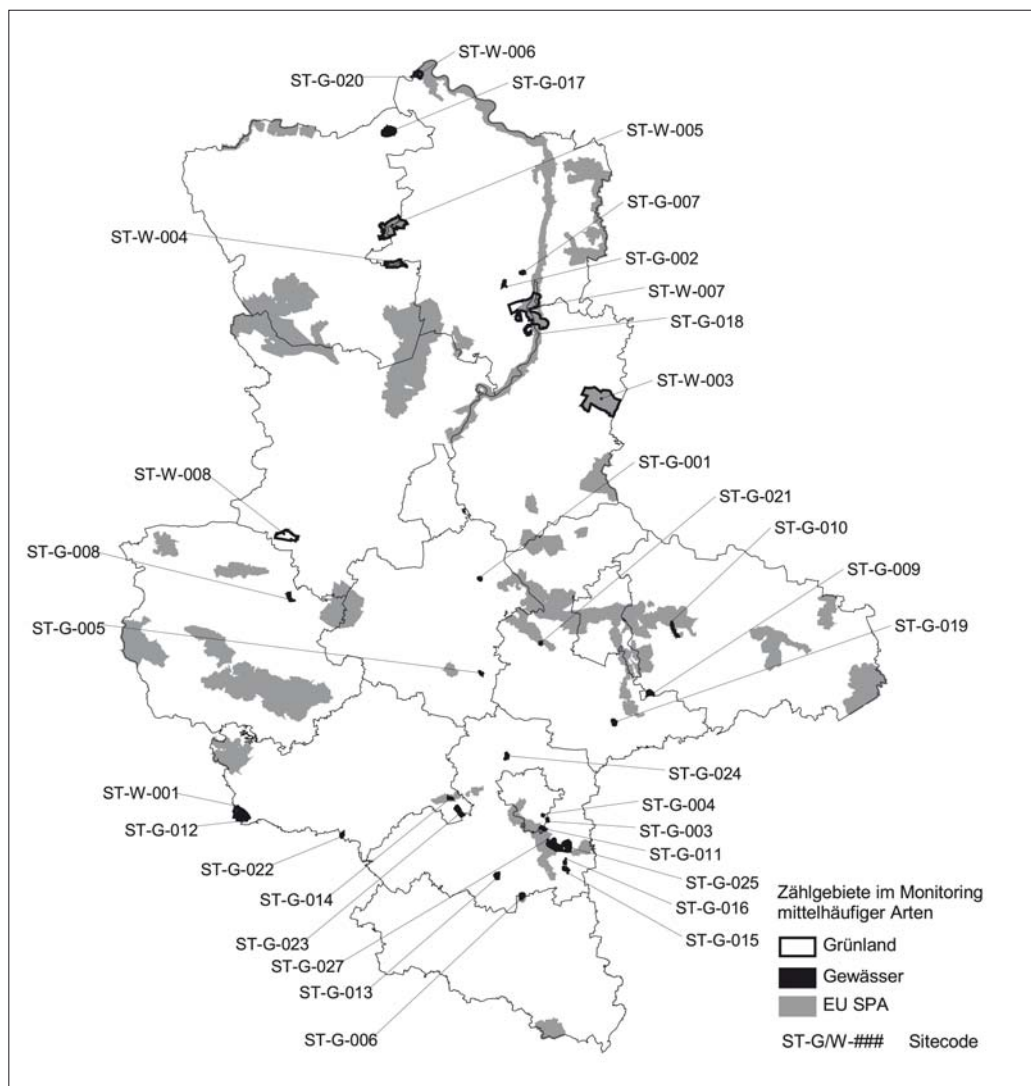 ST-W-006
ST-G-020
ST-G-017
ST-W-005
ST-G-007
ST-W-004
ST-G-002
ST-W-007
ST-G-018
ST-W-003
ST-G-001
ST-W-008
ST-G-021
ST-G-010
ST-G-008
ST-G-009
ST-G-005
ST-G-019
ST-G-024
ST-W-001
ST-G-004
ST-G-012
ST-G-003
ST-G-011
ST-G-022
ST-G-025
ST-G-014
ST-G-016
ST-G-023
ST-G-015
ST-G-027
ST-G-013
ST-G-006
Zählgebiete im Monitoring
mittelhäufiger Arten
Grünland
Gewässer
EU SPA
ST-G/W-### Sitecode